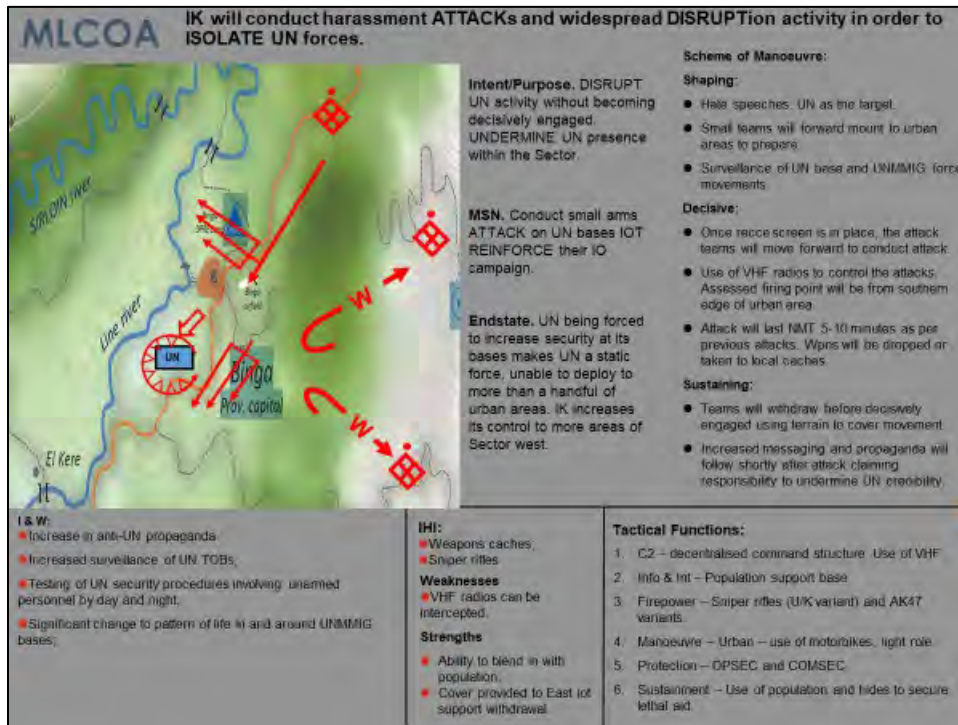 MLCOA
IK will conduct harassment ATTACKs and widespread DISRUPTion activity in order to
ISOLATE UN forces.
SIRLOIN river
Line river
6
UN
Binga
Prov. capital
El Kere
W
W
Intent/Purpose. DISRUPT
UN activity without becoming
decisively engaged.
UNDERMINE UN presence
within the Sector.
MSN. Conduct small arms
ATTACK on UN bases IOT
REINFORCE their IO
campaign.
Endstate. UN being forced
to increase security at its
bases makes UN a static
force, unable to deploy to
more than a handful of
urban areas. IK increases
its control to more areas of
Sector west.
Scheme of Manoeuvre:
Shaping:
Hate speeches. UN as the target.
Small teams will forward mount to urban
areas to prepare.
Surveillance of UN base and UNMMIG force
movements
Decisive:
Once recce screen is in place, the attack
teams will move forward to conduct attack.
Use of VHF radios to control the attacks.
Assessed firing point will be from southern
edge of urban area.
Attack will last NMT 5-10 minutes as per
previous attacks. Wpns will be dropped or
taken to local caches.
Sustaining:
Teams will withdraw before decisively
engaged using terrain to cover movement.
Increased messaging and propaganda will
follow shortly after attack claiming
responsibility to undermine UN credibility.
I & W:
Increase in anti-UN propaganda
Increased surveillance of UN TOBs;
Testing of UN security procedures involving unarmed
personnel by day and night.
Significant change to pattern of life in and around UNMMIG
bases;
IHI:
Weapons caches;
Sniper rifles
Weaknesses
VHF radios can be
intercepted.
Strengths
Ability to blend in with
population.
Cover provided to East iot
support withdrawal
Tactical Functions:
1. C2 – decentralised command structure. Use of VHF
2. Info & Int – Population support base
3. Firepower – Sniper rifles (U/K variant) and AK47
variants.
4. Manoeuvre – Urban – use of motorbikes, light role.
5. Protection – OPSEC and COMSEC
6. Sustainment – Use of population and hides to secure
lethal aid.